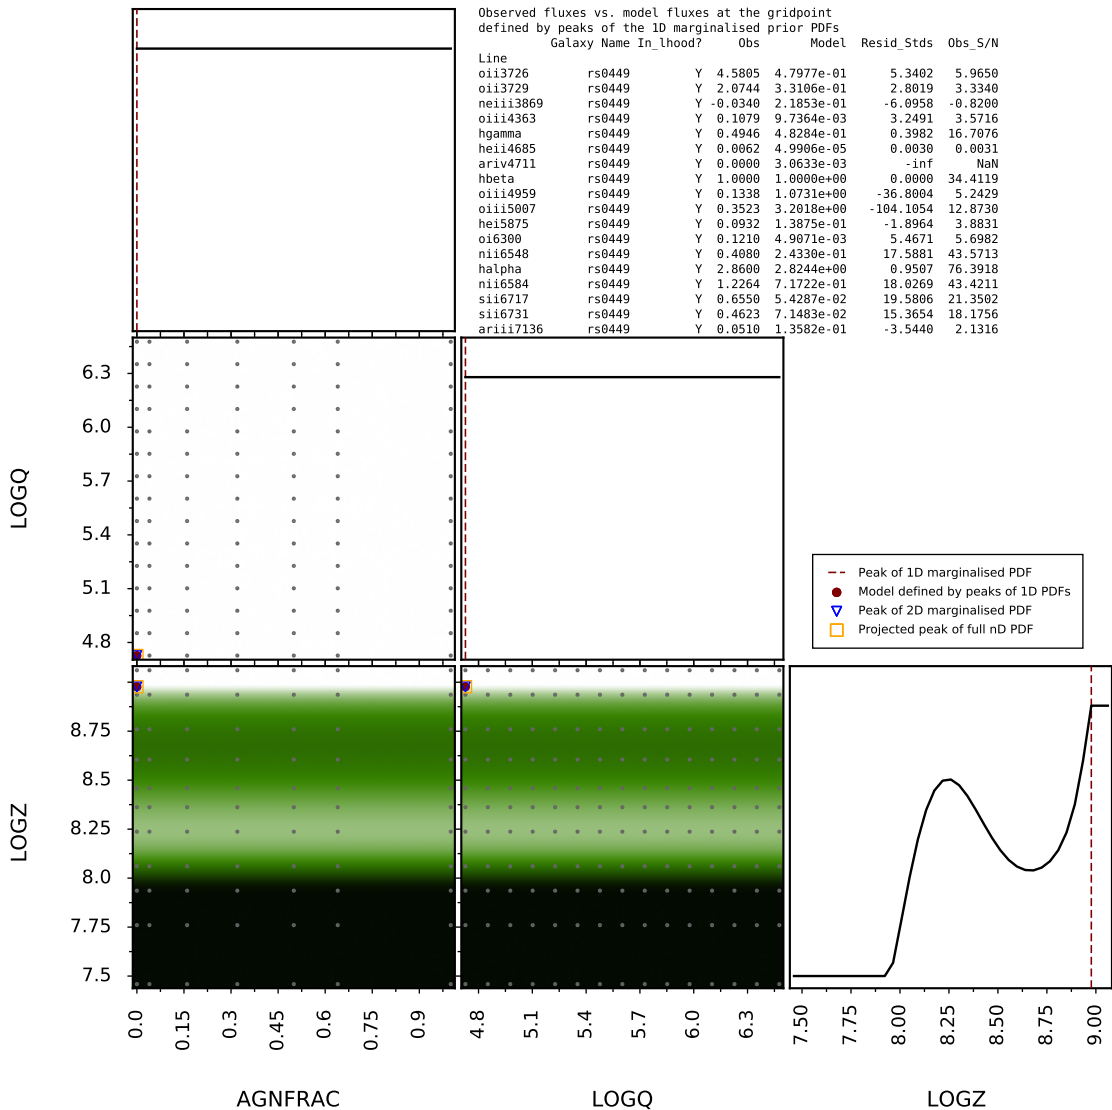 Observed fluxes vs. model fluxes at the gridpoint
defined by peaks of the 1D marginalised prior PDFs
Galaxy Name In_lhood? Obs Model Resid_Stds Obs_S/N
Line
oii3726 rs0449 Y 4.5805 4.7977e-01 5.3402 5.9650
oii3729 rs0449 Y 2.0744 3.3106e-01 2.8019 3.3340
neiii3869 rs0449 Y -0.0340 2.1853e-01 -6.0958 -0.8200
oiii4363 rs0449 Y 0.1079 9.7364e-03 3.2491 3.5716
hgamma rs0449 Y 0.4946 4.8284e-01 0.3982 16.7076
heii4685 rs0449 Y 0.0062 4.9906e-05 0.0030 0.0031
ariv4711 rs0449 Y 0.0000 3.0633e-03 -inf NaN
hbeta rs0449 Y 1.0000 1.0000e+00 0.0000 34.4119
oiii4959 rs0449 Y 0.1338 1.0731e+00 -36.8004 5.2429
oiii5007 rs0449 Y 0.3523 3.2018e+00 -104.1054 12.8730
hei5875 rs0449 Y 0.0932 1.3875e-01 -1.8964 3.8831
oi6300 rs0449 Y 0.1210 4.9071e-03 5.4671 5.6982
nii6548 rs0449 Y 0.4080 2.4330e-01 17.5881 43.5713
halpha rs0449 Y 2.8600 2.8244e+00 0.9507 76.3918
nii6584 rs0449 Y 1.2264 7.1722e-01 18.0269 43.4211
sii6717 rs0449 Y 0.6550 5.4287e-02 19.5806 21.3502
sii6731 rs0449 Y 0.4623 7.1483e-02 15.3654 18.1756
ariii7136 rs0449 Y 0.0510 1.3582e-01 -3.5440 2.1316
LOGQ
6.3
6.0
5.7
5.4
5.1
4.8
Peak of 1D marginalised PDF
Model defined by peaks of 1D PDFs
Peak of 2D marginalised PDF
Projected peak of full nD PDF
LOGZ
8.75
8.5
8.25
8.0
7.75
7.5
0.0 0.15 0.3 0.45 0.6 0.75 0.9
4.8 5.1 5.4 5.7 6.0 6.3
7.50 7.75 8.00 8.25 8.50 8.75 9.00
AGNFRAC LOGQ LOGZ